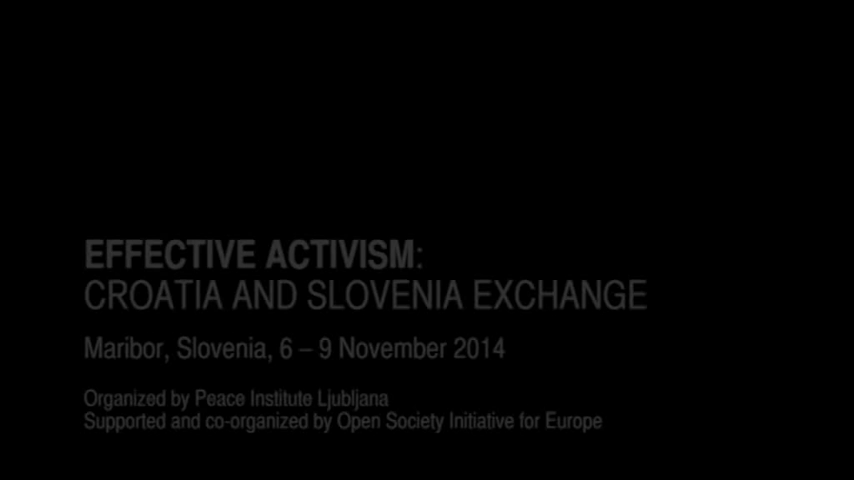 EFFECTIVE ACTIVISM:
CROATIA AND SLOVENIA EXCHANGE
Maribor, Slovenia, 6 – 9 November 2014
Organized by Peace Institute Ljubljana
Supported and co-organized by Open Society Initiative for Europe